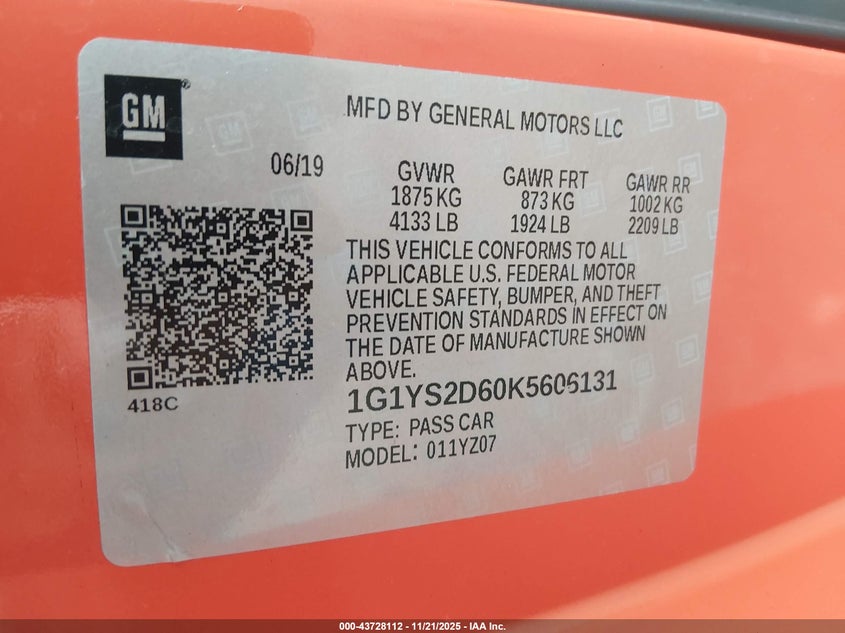 GM®
MFD BY GENERAL MOTORS LLC
06/19
GVWR GAWR FRT GAWR RR
1875 KG 873 KG 1002 KG
4133 LB 1924 LB 2209 LB
THIS VEHICLE CONFORMS TO ALL
APPLICABLE U.S. FEDERAL MOTOR
VEHICLE SAFETY, BUMPER, AND THEFT
PREVENTION STANDARDS IN EFFECT ON
THE DATE OF MANUFACTURE SHOWN
ABOVE.
418C
1G1YS2D60K5606131
TYPE: PASS CAR
MODEL: 011YZ07
000-43728112 - 11/21/2025 - IAA Inc.